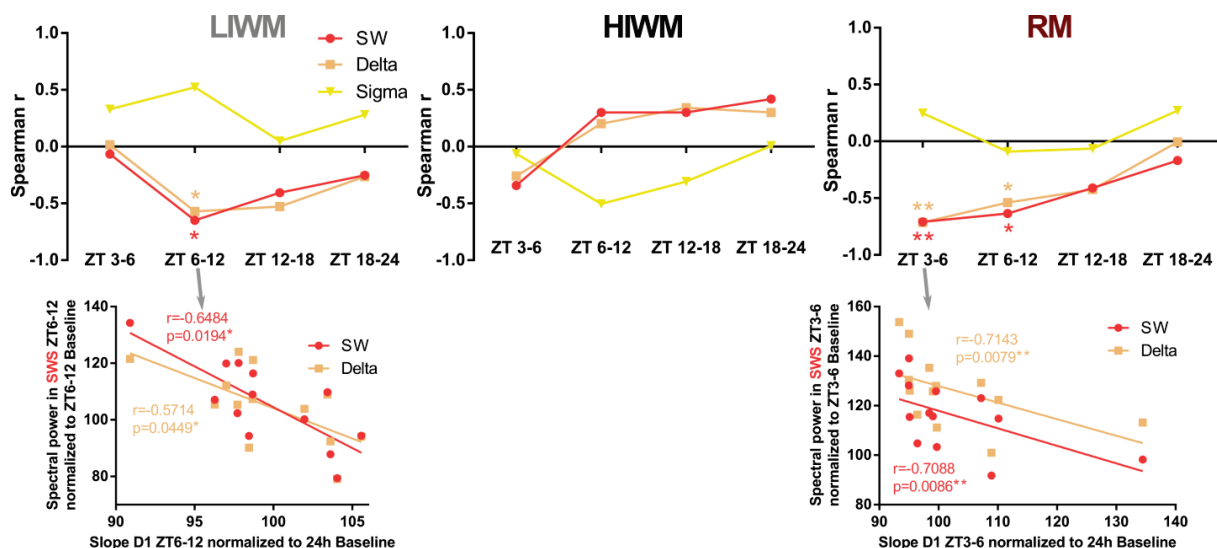 LIWM
SW
Delta
Sigma
Spearman r
1.0
0.5
0.0
-0.5
-1.0
*
*
ZT 3-6
ZT 6-12
ZT 12-18
ZT 18-24
HIWM
Spearman r
1.0
0.5
0.0
-0.5
-1.0
ZT 3-6
ZT 6-12
ZT 12-18
ZT 18-24
RM
Spearman r
1.0
0.5
0.0
-0.5
-1.0
**
**
*
*
ZT 3-6
ZT 6-12
ZT 12-18
ZT 18-24
Spectral power in SWS ZT6-12
normalized to ZT6-12 Baseline
140
120
100
80
r=-0.6484
p=0.0194*
SW
Delta
r=-0.5714
p=0.0449*
90
95
100
105
Slope D1 ZT6-12 normalized to 24h Baseline
Spectral power in SWS ZT3-6
normalized to ZT3-6 Baseline
160
140
120
100
80
r=-0.7143
p=0.0079**
SW
Delta
r=-0.7088
p=0.0086**
90
100
110
120
130
140
Slope D1 ZT3-6 normalized to 24h Baseline